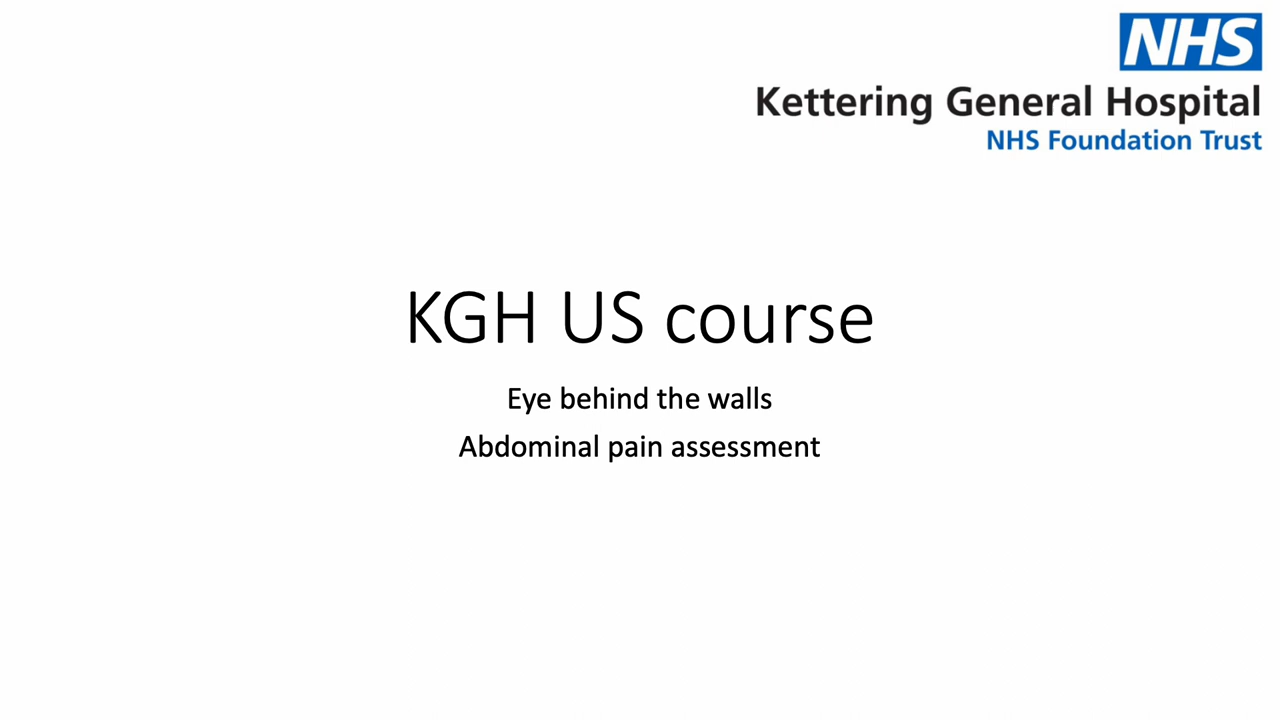 NHS
Kettering General Hospital
NHS Foundation Trust
KGH US course
Eye behind the walls
Abdominal pain assessment